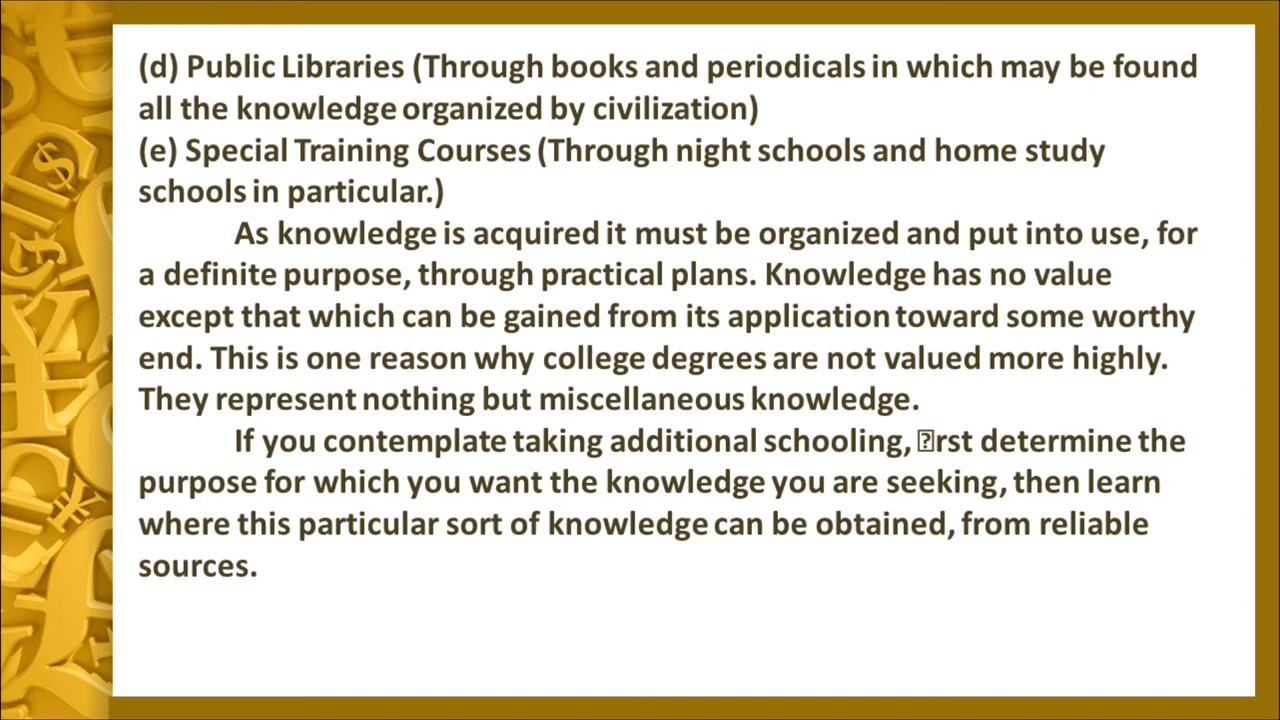 (d) Public Libraries (Through books and periodicals in which may be found
all the knowledge organized by civilization)
(e) Special Training Courses (Through night schools and home study
schools in particular.)
As knowledge is acquired it must be organized and put into use, for
a definite purpose, through practical plans. Knowledge has no value
except that which can be gained from its application toward some worthy
end. This is one reason why college degrees are not valued more highly.
They represent nothing but miscellaneous knowledge.
If you contemplate taking additional schooling, �rst determine the
purpose for which you want the knowledge you are seeking, then learn
where this particular sort of knowledge can be obtained, from reliable
sources.